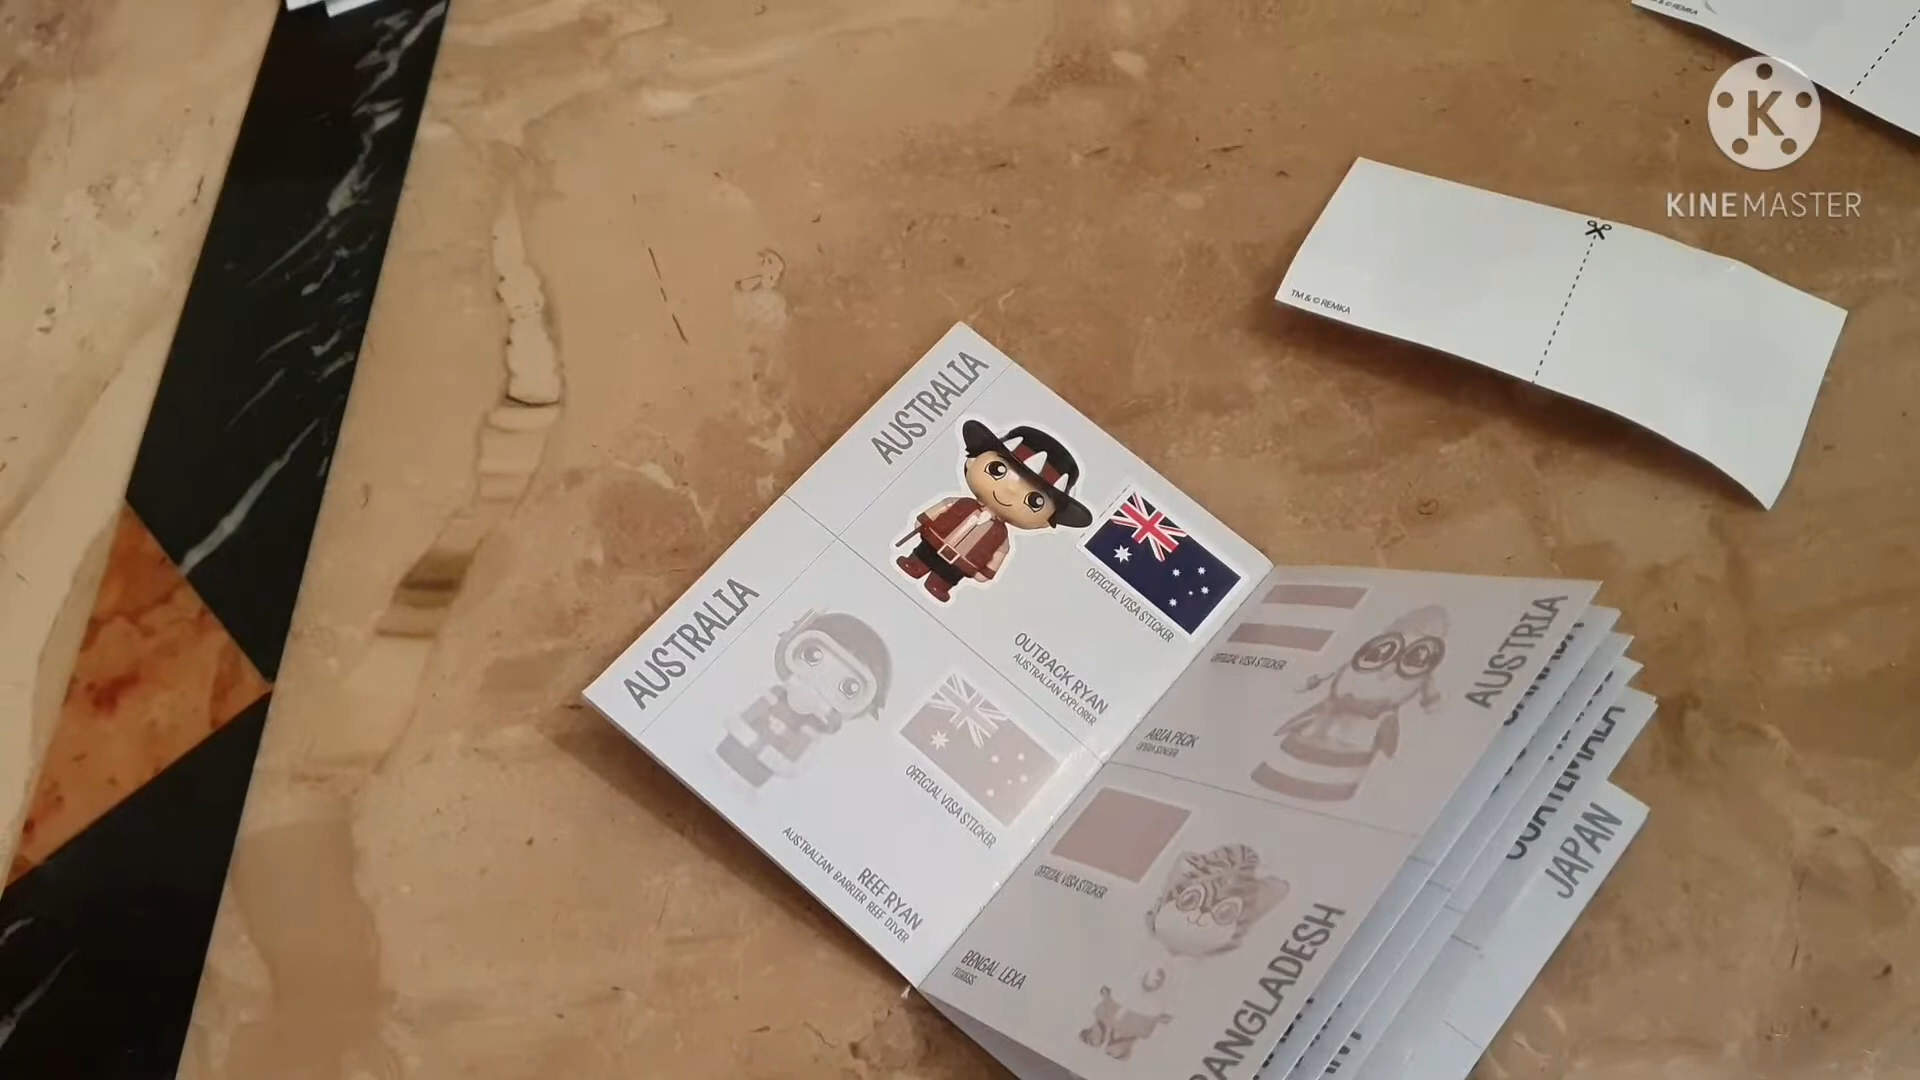 TM & © REMKA
K
KINEMASTER
AUSTRALIA
OFFICIAL VISA STICKER
OUTBACK RYAN
AUSTRALIAN EXPLORER
AUSTRALIA
OFFICIAL VISA STICKER
REEF RYAN
AUSTRALIAN BARRIER REEF DIVER
AUSTRIA
OFFICIAL VISA STICKER
ARIA PECK
OPERA SINGER
OFFICIAL VISA STICKER
BENGAL LEXA
TIGRESS
BANGLADESH
GUATEMALA
JAPAN